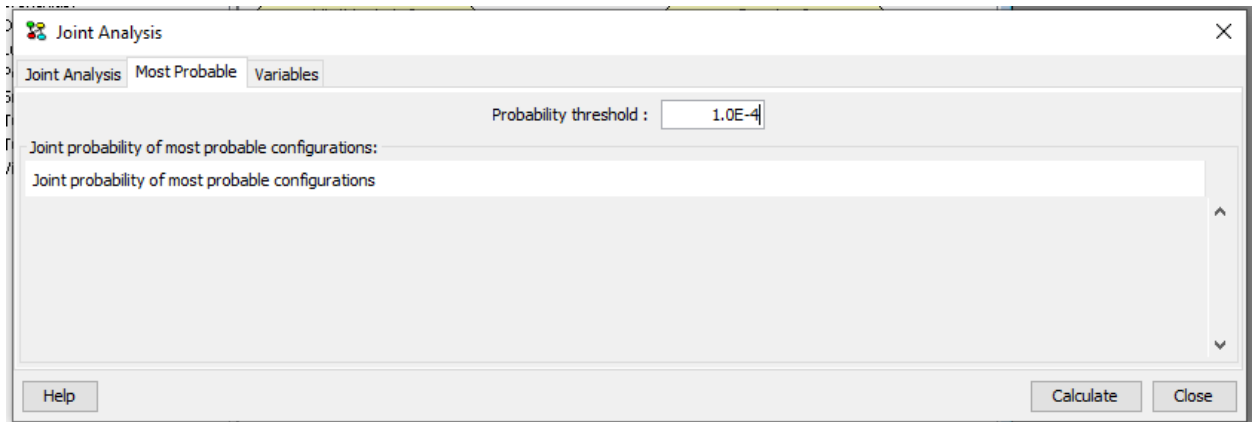 Joint Analysis
Joint Analysis Most Probable Variables
Probability threshold : 1.0E-4
Joint probability of most probable configurations:
Joint probability of most probable configurations
Help Calculate Close